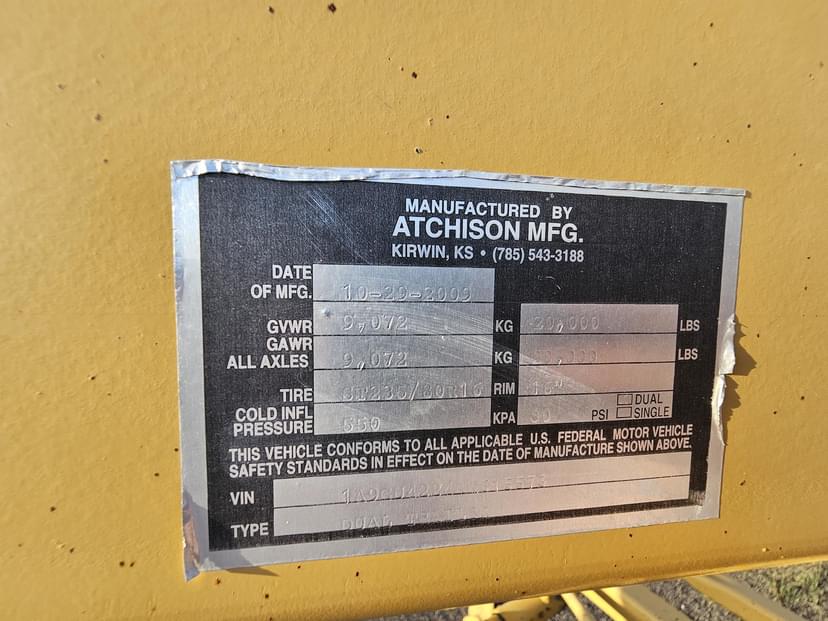 MANUFACTURED BY
ATCHISON MFG.
KIRWIN, KS • (785) 543-3188
DATE OF MFG. 10-29-2009
GVWR 9,072 KG 20,000 LBS
GAWR
ALL AXLES 9,072 KG LBS
TIRE ST235/80R16 RIM 16"
COLD INFL PRESSURE 550 KPA PSI DUAL SINGLE
THIS VEHICLE CONFORMS TO ALL APPLICABLE U.S. FEDERAL MOTOR VEHICLE
SAFETY STANDARDS IN EFFECT ON THE DATE OF MANUFACTURE SHOWN ABOVE.
VIN
TYPE DUAL